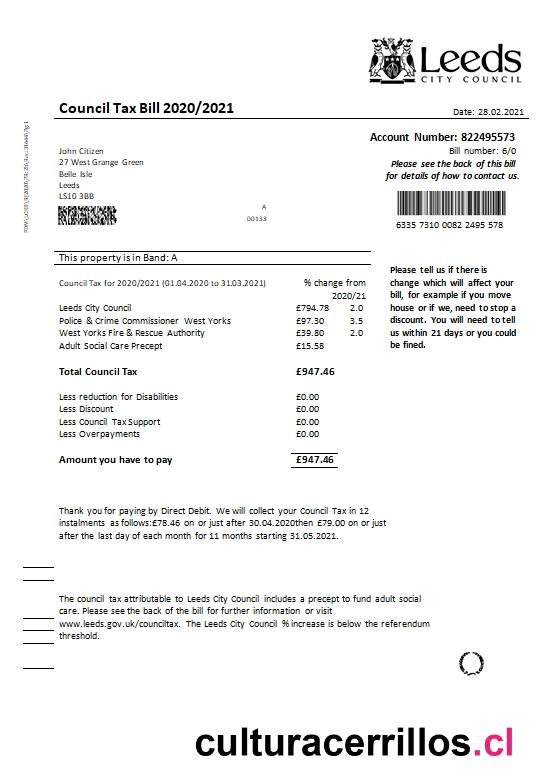 Leeds
CITY COUNCIL
Council Tax Bill 2020/2021
Date: 28.02.2021
Account Number: 822495573
Bill number: 6/0
Please see the back of this bill
for details of how to contact us.
John Citizen
27 West Grange Green
Belle Isle
Leeds
LS10 3BB
A
00133
6335 7310 0082 2495 578
This property is in Band: A
Council Tax for 2020/2021 (01.04.2020 to 31.03.2021) % change from
2020/21
Leeds City Council £794.78 2.0
Police & Crime Commissioner West Yorks £97.30 3.5
West Yorks Fire & Rescue Authority £39.80 2.0
Adult Social Care Precept £15.58
Total Council Tax £947.46
Less reduction for Disabilities £0.00
Less Discount £0.00
Less Council Tax Support £0.00
Less Overpayments £0.00
Amount you have to pay £947.46
Please tell us if there is
change which will affect your
bill, for example if you move
house or if we, need to stop a
discount. You will need to tell
us within 21 days or you could
be fined.
Thank you for paying by Direct Debit. We will collect your Council Tax in 12
instalments as follows:£78.46 on or just after 30.04.2020then £79.00 on or just
after the last day of each month for 11 months starting 31.05.2021.
The council tax attributable to Leeds City Council includes a precept to fund adult social
care. Please see the back of the bill for further information or visit
www.leeds.gov.uk/counciltax. The Leeds City Council % increase is below the referendum
threshold.
culturacerrillos.cl